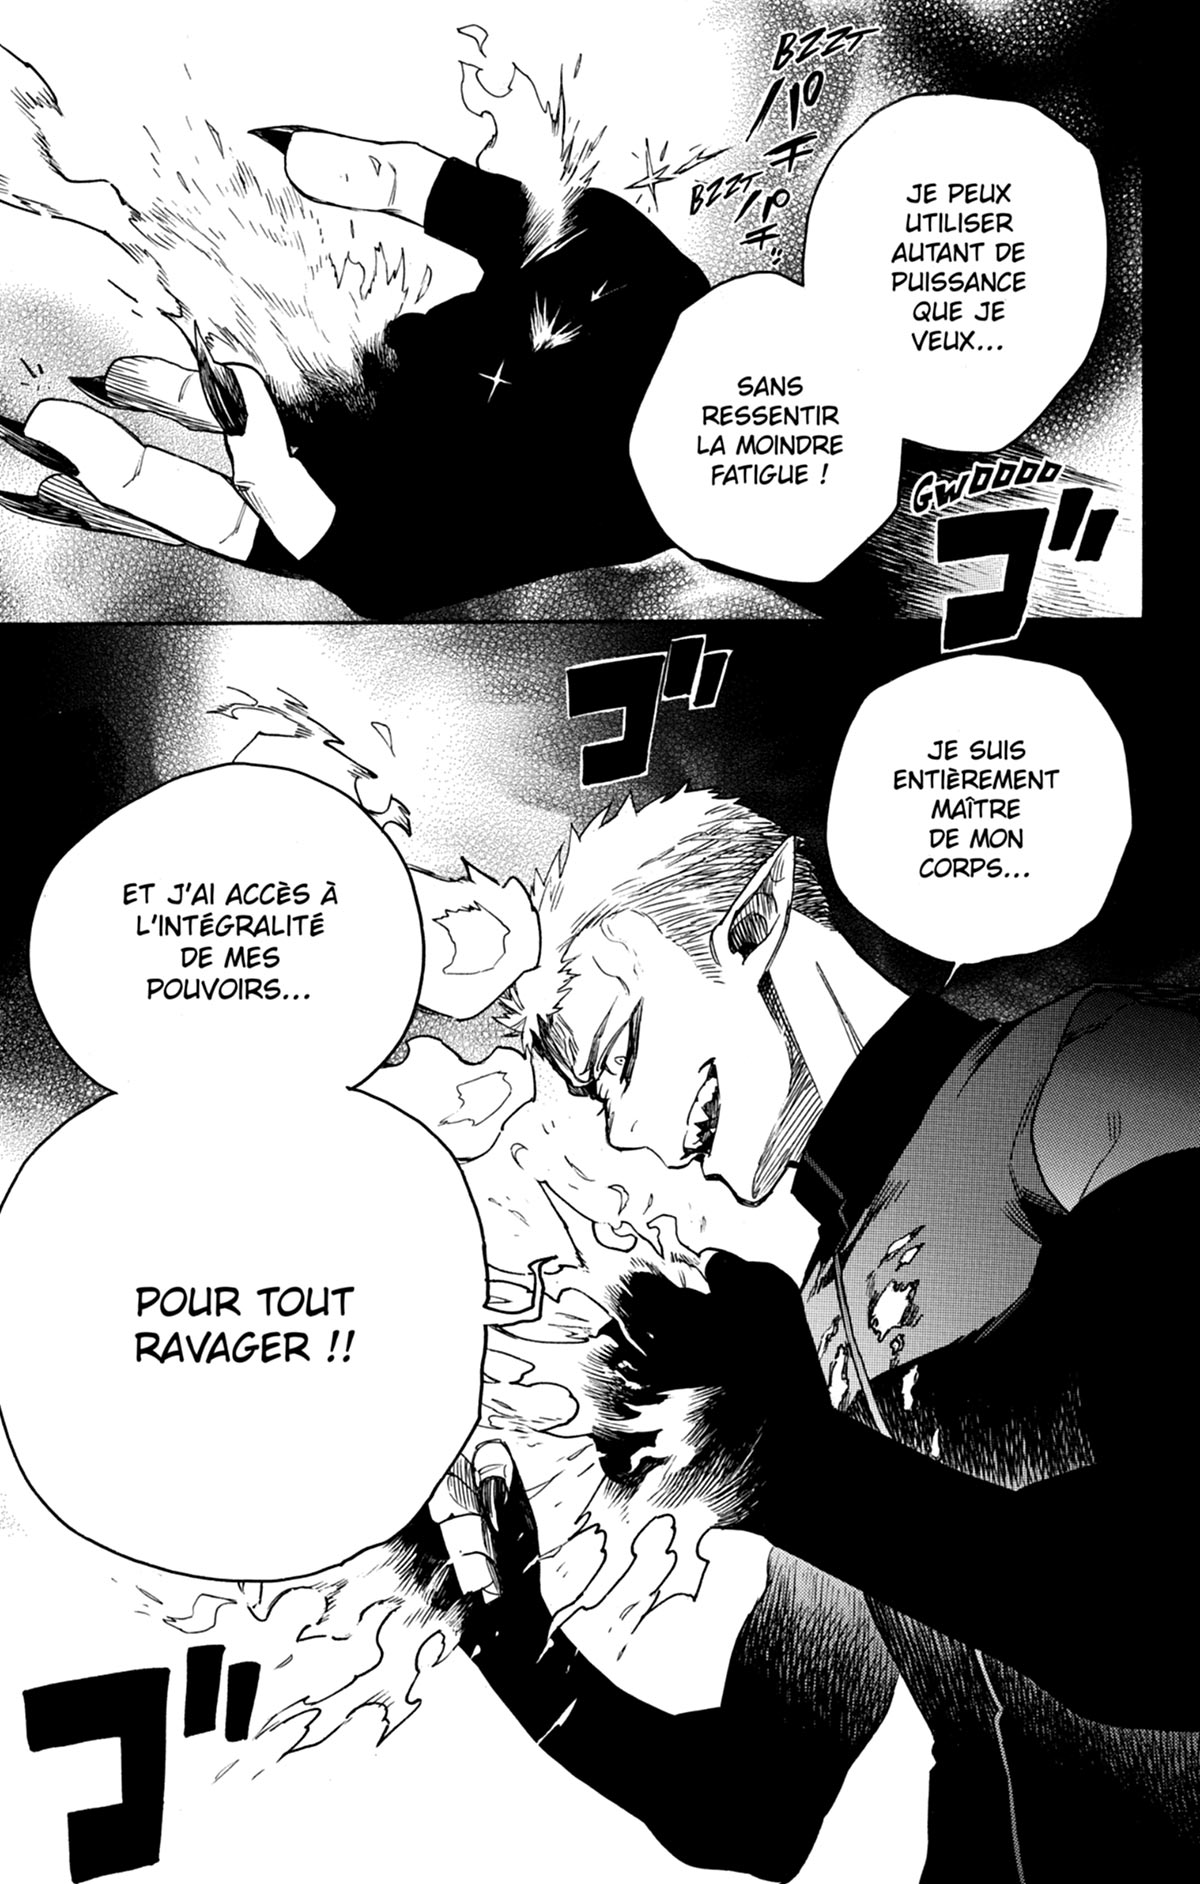 BZZT
パチ
BZZT
パチッ
JE PEUX
UTILISER
AUTANT DE
PUISSANCE
QUE JE
VEUX...
SANS
RESSENTIR
LA MOINDRE
FATIGUE !
GWOOOO
ゴ
ゴ
JE SUIS
ENTIÈREMENT
MAÎTRE
DE MON
CORPS...
ET J'AI ACCÈS À
L'INTÉGRALITÉ
DE MES
POUVOIRS...
POUR TOUT
RAVAGER !!
ゴ